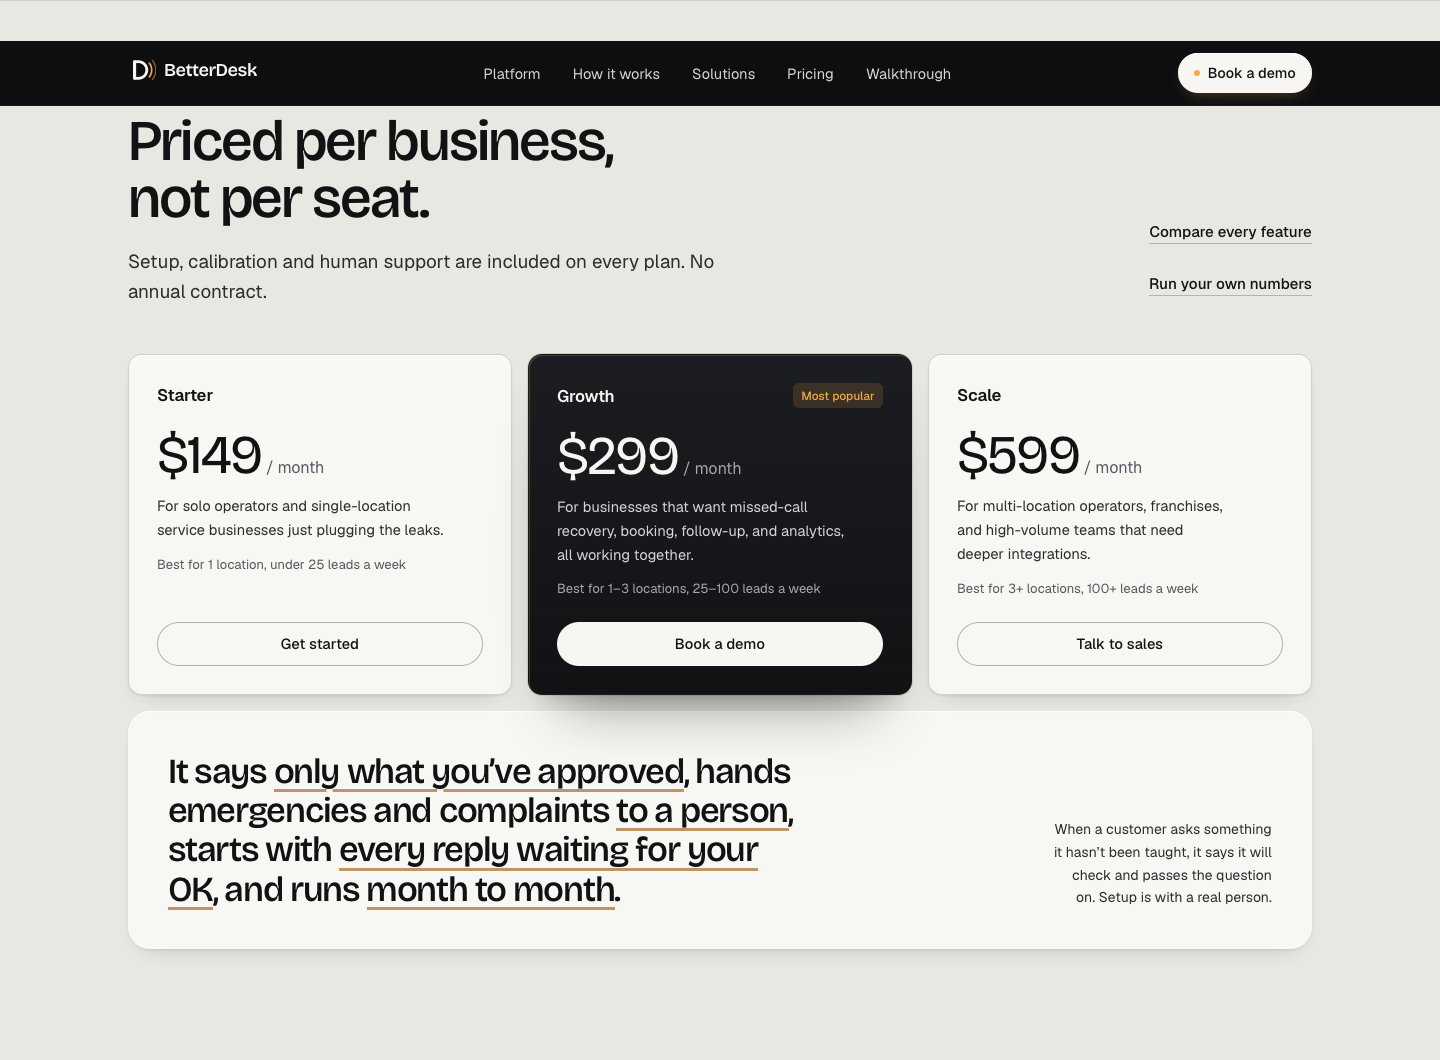 BetterDesk
Platform
How it works
Solutions
Pricing
Walkthrough
Book a demo
Priced per business,
not per seat.
Setup, calibration and human support are included on every plan. No
annual contract.
Compare every feature
Run your own numbers
Starter
$149 / month
For solo operators and single-location
service businesses just plugging the leaks.
Best for 1 location, under 25 leads a week
Get started
Growth
Most popular
$299 / month
For businesses that want missed-call
recovery, booking, follow-up, and analytics,
all working together.
Best for 1–3 locations, 25–100 leads a week
Book a demo
Scale
$599 / month
For multi-location operators, franchises,
and high-volume teams that need
deeper integrations.
Best for 3+ locations, 100+ leads a week
Talk to sales
It says only what you’ve approved, hands
emergencies and complaints to a person,
starts with every reply waiting for your
OK, and runs month to month.
When a customer asks something
it hasn’t been taught, it says it will
check and passes the question
on. Setup is with a real person.